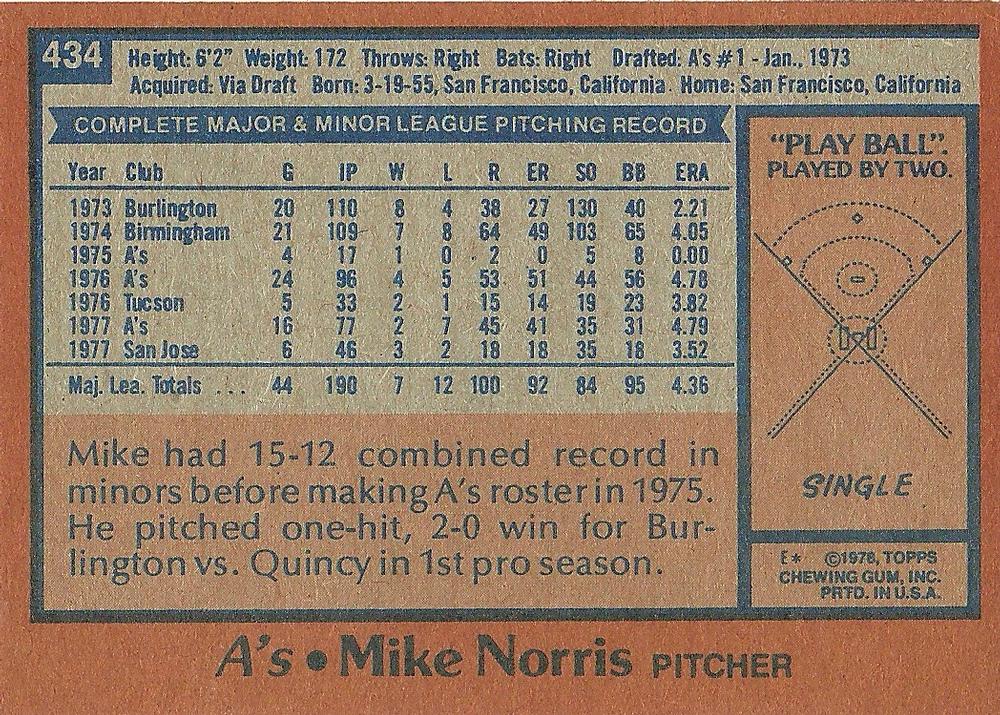 434
Height: 6'2" Weight: 172 Throws: Right Bats: Right Drafted: A's #1 - Jan., 1973
Acquired: Via Draft Born: 3-19-55, San Francisco, California Home: San Francisco, California
COMPLETE MAJOR & MINOR LEAGUE PITCHING RECORD
Year Club G IP W L R ER SO BB ERA
1973 Burlington 20 110 8 4 38 27 130 40 2.21
1974 Birmingham 21 109 7 8 64 49 103 65 4.05
1975 A's 4 17 1 0 2 0 5 8 0.00
1976 A's 24 96 4 5 53 51 44 56 4.78
1976 Tucson 5 33 2 1 15 14 19 23 3.82
1977 A's 16 77 2 7 45 41 35 31 4.79
1977 San Jose 6 46 3 2 18 18 35 18 3.52
Maj. Lea. Totals ... 44 190 7 12 100 92 84 95 4.36
Mike had 15-12 combined record in
minors before making A's roster in 1975.
He pitched one-hit, 2-0 win for Bur-
lington vs. Quincy in 1st pro season.
"PLAY BALL".
PLAYED BY TWO.
SINGLE
E* ©1978, TOPPS
CHEWING GUM, INC.
PRTD. IN U.S.A.
A's • Mike Norris PITCHER